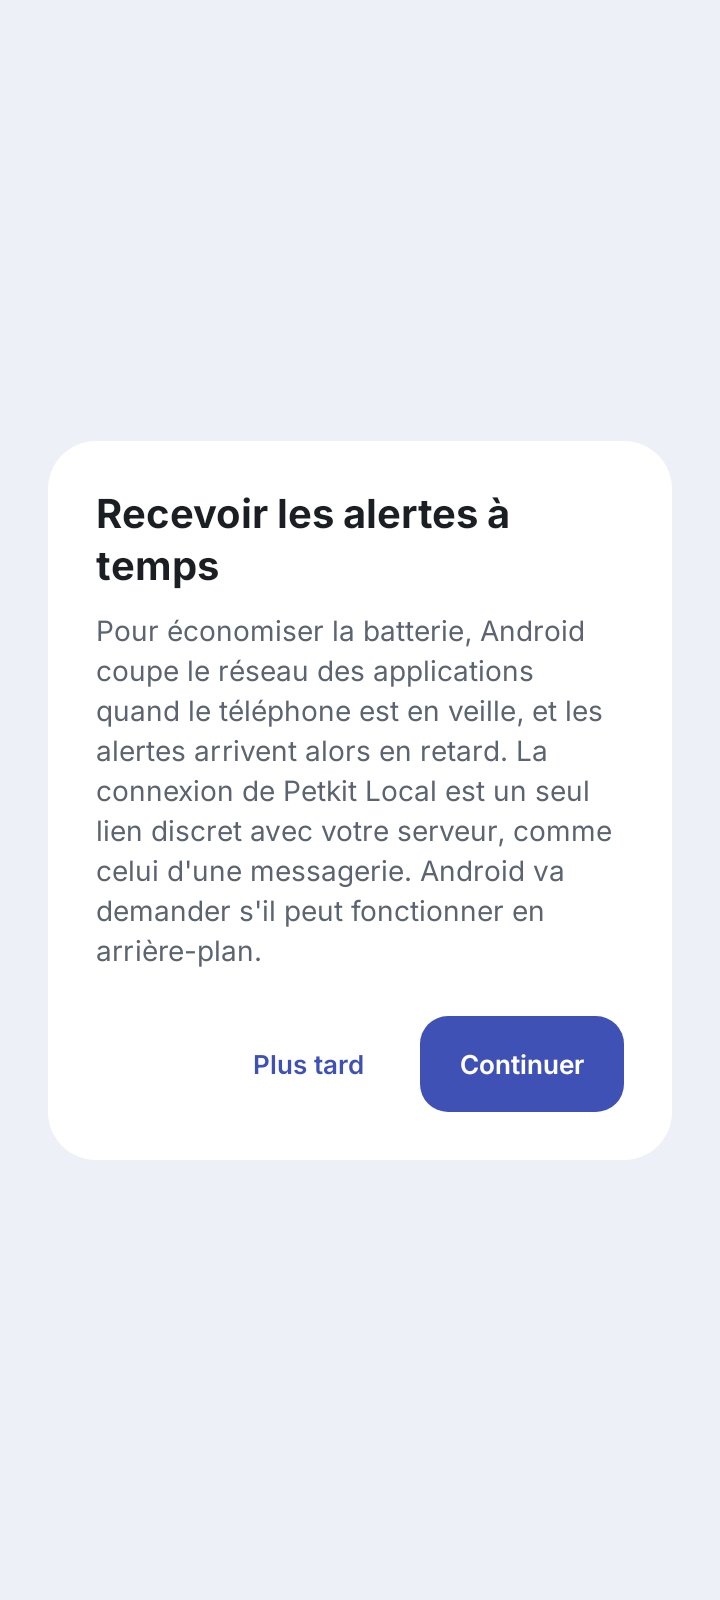 Recevoir les alertes à
temps
Pour économiser la batterie, Android
coupe le réseau des applications
quand le téléphone est en veille, et les
alertes arrivent alors en retard. La
connexion de Petkit Local est un seul
lien discret avec votre serveur, comme
celui d'une messagerie. Android va
demander s'il peut fonctionner en
arrière-plan.
Plus tard
Continuer